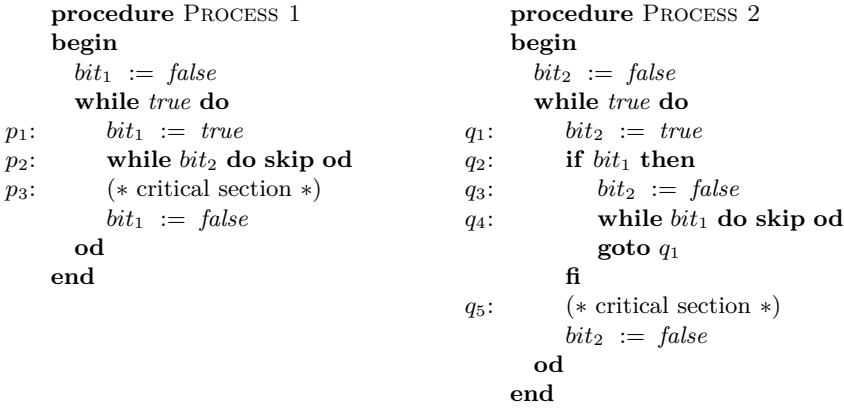 procedure PROCESS 1
begin
bit₁ := false
while true do
p₁: bit₁ := true
p₂: while bit₂ do skip od
p₃: (∗ critical section ∗)
bit₁ := false
od
end
procedure PROCESS 2
begin
bit₂ := false
while true do
q₁: bit₂ := true
q₂: if bit₁ then
q₃: bit₂ := false
q₄: while bit₁ do skip od
goto q₁
fi
q₅: (∗ critical section ∗)
bit₂ := false
od
end